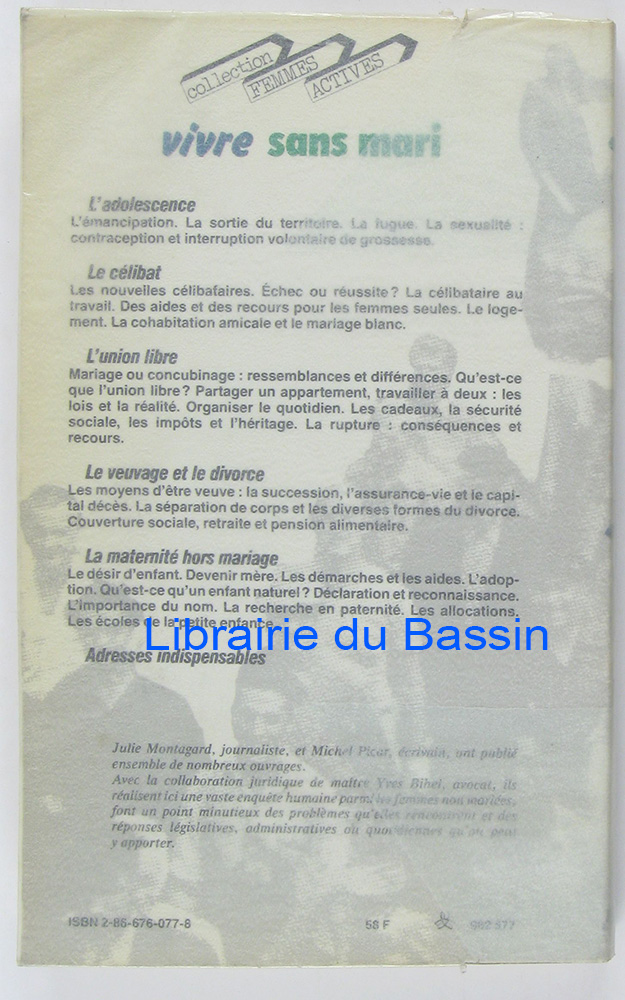 collection
FEMMES
ACTIVES
vivre sans mari
L'adolescence
L'émancipation. La sortie du territoire. La fugue. La sexualité :
contraception et interruption volontaire de grossesse.
Le célibat
Les nouvelles célibataires. Échec ou réussite ? La célibataire au
travail. Des aides et des recours pour les femmes seules. Le loge-
ment. La cohabitation amicale et le mariage blanc.
L'union libre
Mariage ou concubinage : ressemblances et différences. Qu'est-ce
que l'union libre ? Partager un appartement, travailler à deux : les
lois et la réalité. Organiser le quotidien. Les cadeaux, la sécurité
sociale, les impôts et l'héritage. La rupture : conséquences et
recours.
Le veuvage et le divorce
Les moyens d'être veuve : la succession, l'assurance-vie et le capi-
tal décès. La séparation de corps et les diverses formes du divorce.
Couverture sociale, retraite et pension alimentaire.
La maternité hors mariage
Le désir d'enfant. Devenir mère. Les démarches et les aides. L'adop-
tion. Qu'est-ce qu'un enfant naturel ? Déclaration et reconnaissance.
L'importance du nom. La recherche en paternité. Les allocations.
Les écoles de la petite enfance.
Librairie du Bassin
Adresses indispensables
Julie Montagard, journaliste, et Michel Picar, écrivain, ont publié
ensemble de nombreux ouvrages.
Avec la collaboration juridique de maître Yves Bihel, avocat, ils
réalisent ici une vaste enquête humaine parmi les femmes non mariées,
font un point minutieux des problèmes qu'elles rencontrent et des
réponses législatives, administratives ou quotidiennes qu'on peut
y apporter.
ISBN 2-86-676-077-8
58 F
982 577